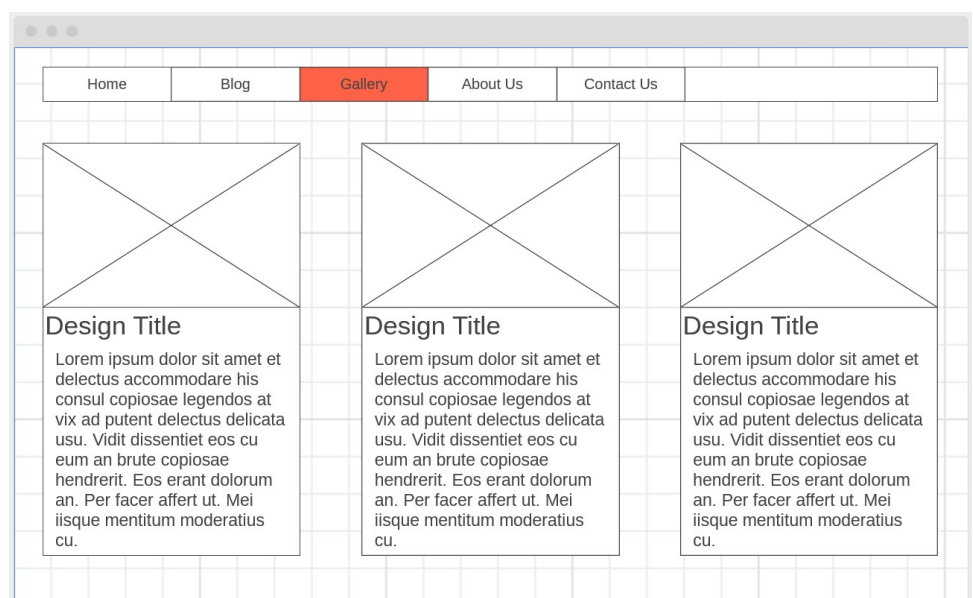 Home
Blog
Gallery
About Us
Contact Us
Design Title
Lorem ipsum dolor sit amet et
delectus accommodare his
consul copiosae legendos at
vix ad putent delectus delicata
usu. Vidit dissentiet eos cu
eum an brute copiosae
hendrerit. Eos erant dolorum
an. Per facer affert ut. Mei
iisque mentitum moderatius
cu.
Design Title
Lorem ipsum dolor sit amet et
delectus accommodare his
consul copiosae legendos at
vix ad putent delectus delicata
usu. Vidit dissentiet eos cu
eum an brute copiosae
hendrerit. Eos erant dolorum
an. Per facer affert ut. Mei
iisque mentitum moderatius
cu.
Design Title
Lorem ipsum dolor sit amet et
delectus accommodare his
consul copiosae legendos at
vix ad putent delectus delicata
usu. Vidit dissentiet eos cu
eum an brute copiosae
hendrerit. Eos erant dolorum
an. Per facer affert ut. Mei
iisque mentitum moderatius
cu.